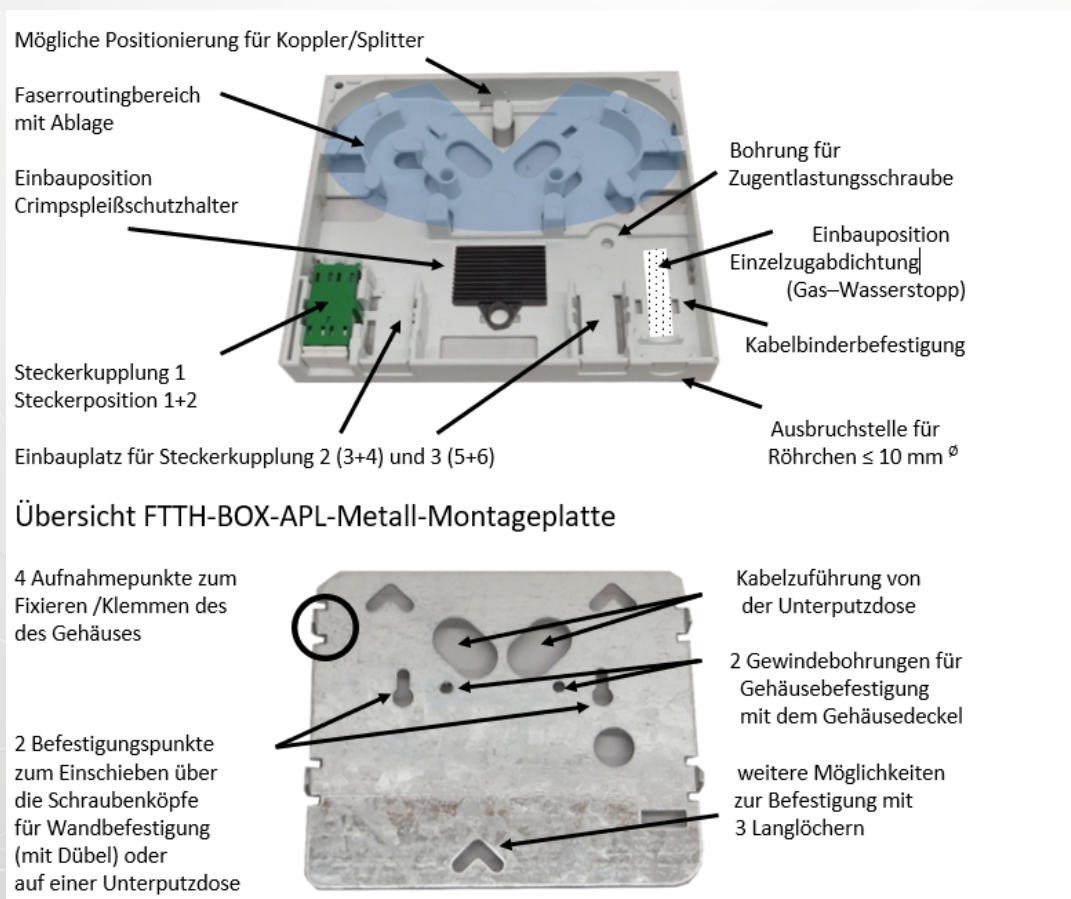 Mögliche Positionierung für Koppler/Splitter
Faserroutingbereich
mit Ablage
Einbauposition
Crimpspleißschutzhalter
Bohrung für
Zugentlastungsschraube
Einbauposition
Einzelzugabdichtung
(Gas–Wasserstopp)
Kabelbinderbefestigung
Steckerkupplung 1
Steckerposition 1+2
Ausbruchstelle für
Röhrchen ≤ 10 mm ø
Einbauplatz für Steckerkupplung 2 (3+4) und 3 (5+6)
Übersicht FTTH-BOX-APL-Metall-Montageplatte
4 Aufnahmepunkte zum
Fixieren /Klemmen des
des Gehäuses
Kabelzuführung von
der Unterputzdose
2 Gewindebohrungen für
Gehäusebefestigung
mit dem Gehäusedeckel
2 Befestigungspunkte
zum Einschieben über
die Schraubenköpfe
für Wandbefestigung
(mit Dübel) oder
auf einer Unterputzdose
weitere Möglichkeiten
zur Befestigung mit
3 Langlöchern